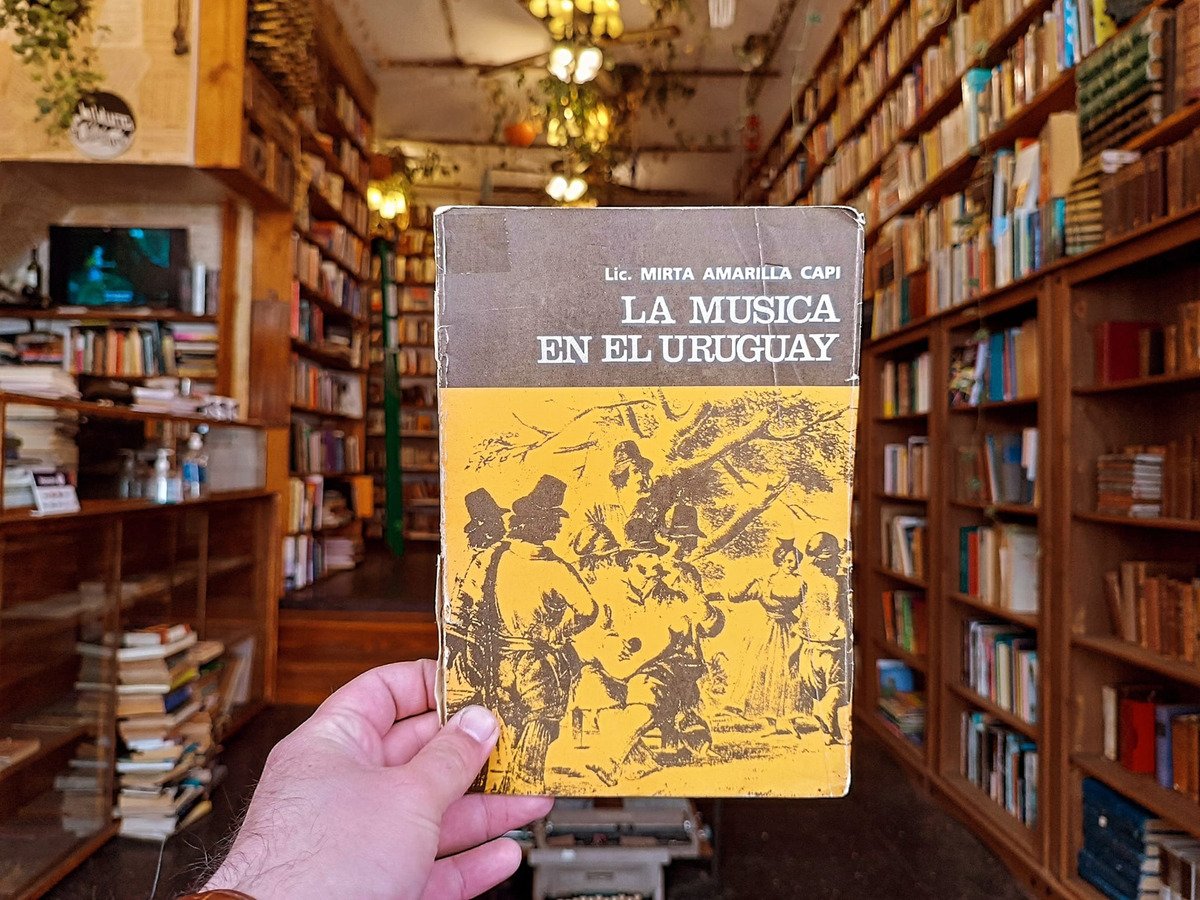 Lic. MIRTA AMARILLA CAPI
LA MUSICA
EN EL URUGUAY